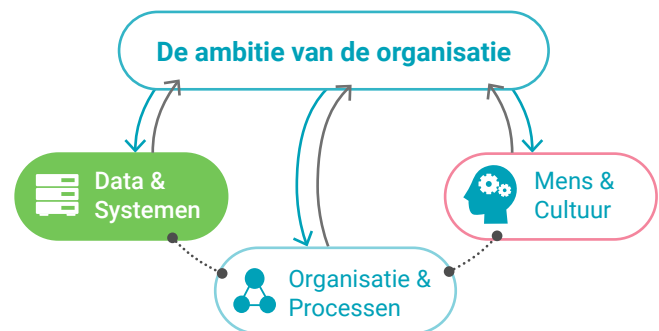 De ambitie van de organisatie
Data &
Systemen
Mens &
Cultuur
Organisatie &
Processen